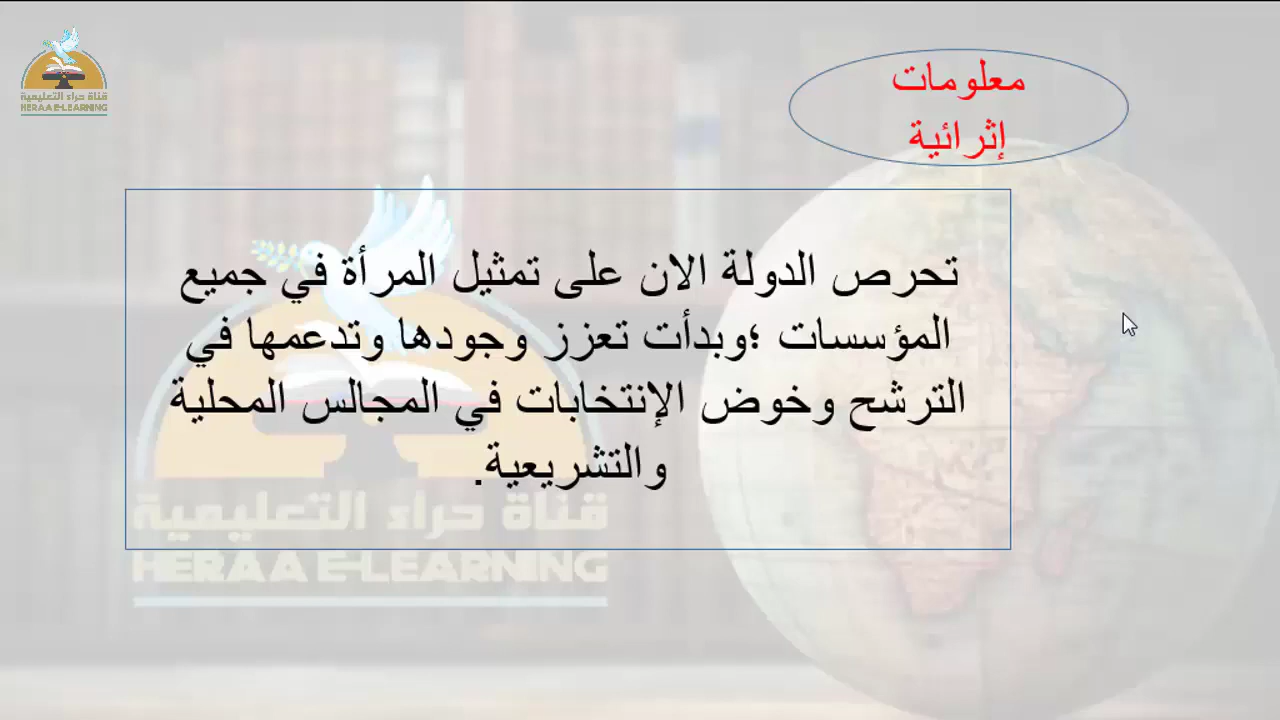 قناة حراء التعليمية
HERAA E-LEARNING
معلومات
إثرائية
تحرص الدولة الان على تمثيل المرأة في جميع
المؤسسات ؛وبدأت تعزز وجودها وتدعمها في
الترشح وخوض الإنتخابات في المجالس المحلية
والتشريعية.
قناة حراء التعليمية
HERAA E-LEARNING